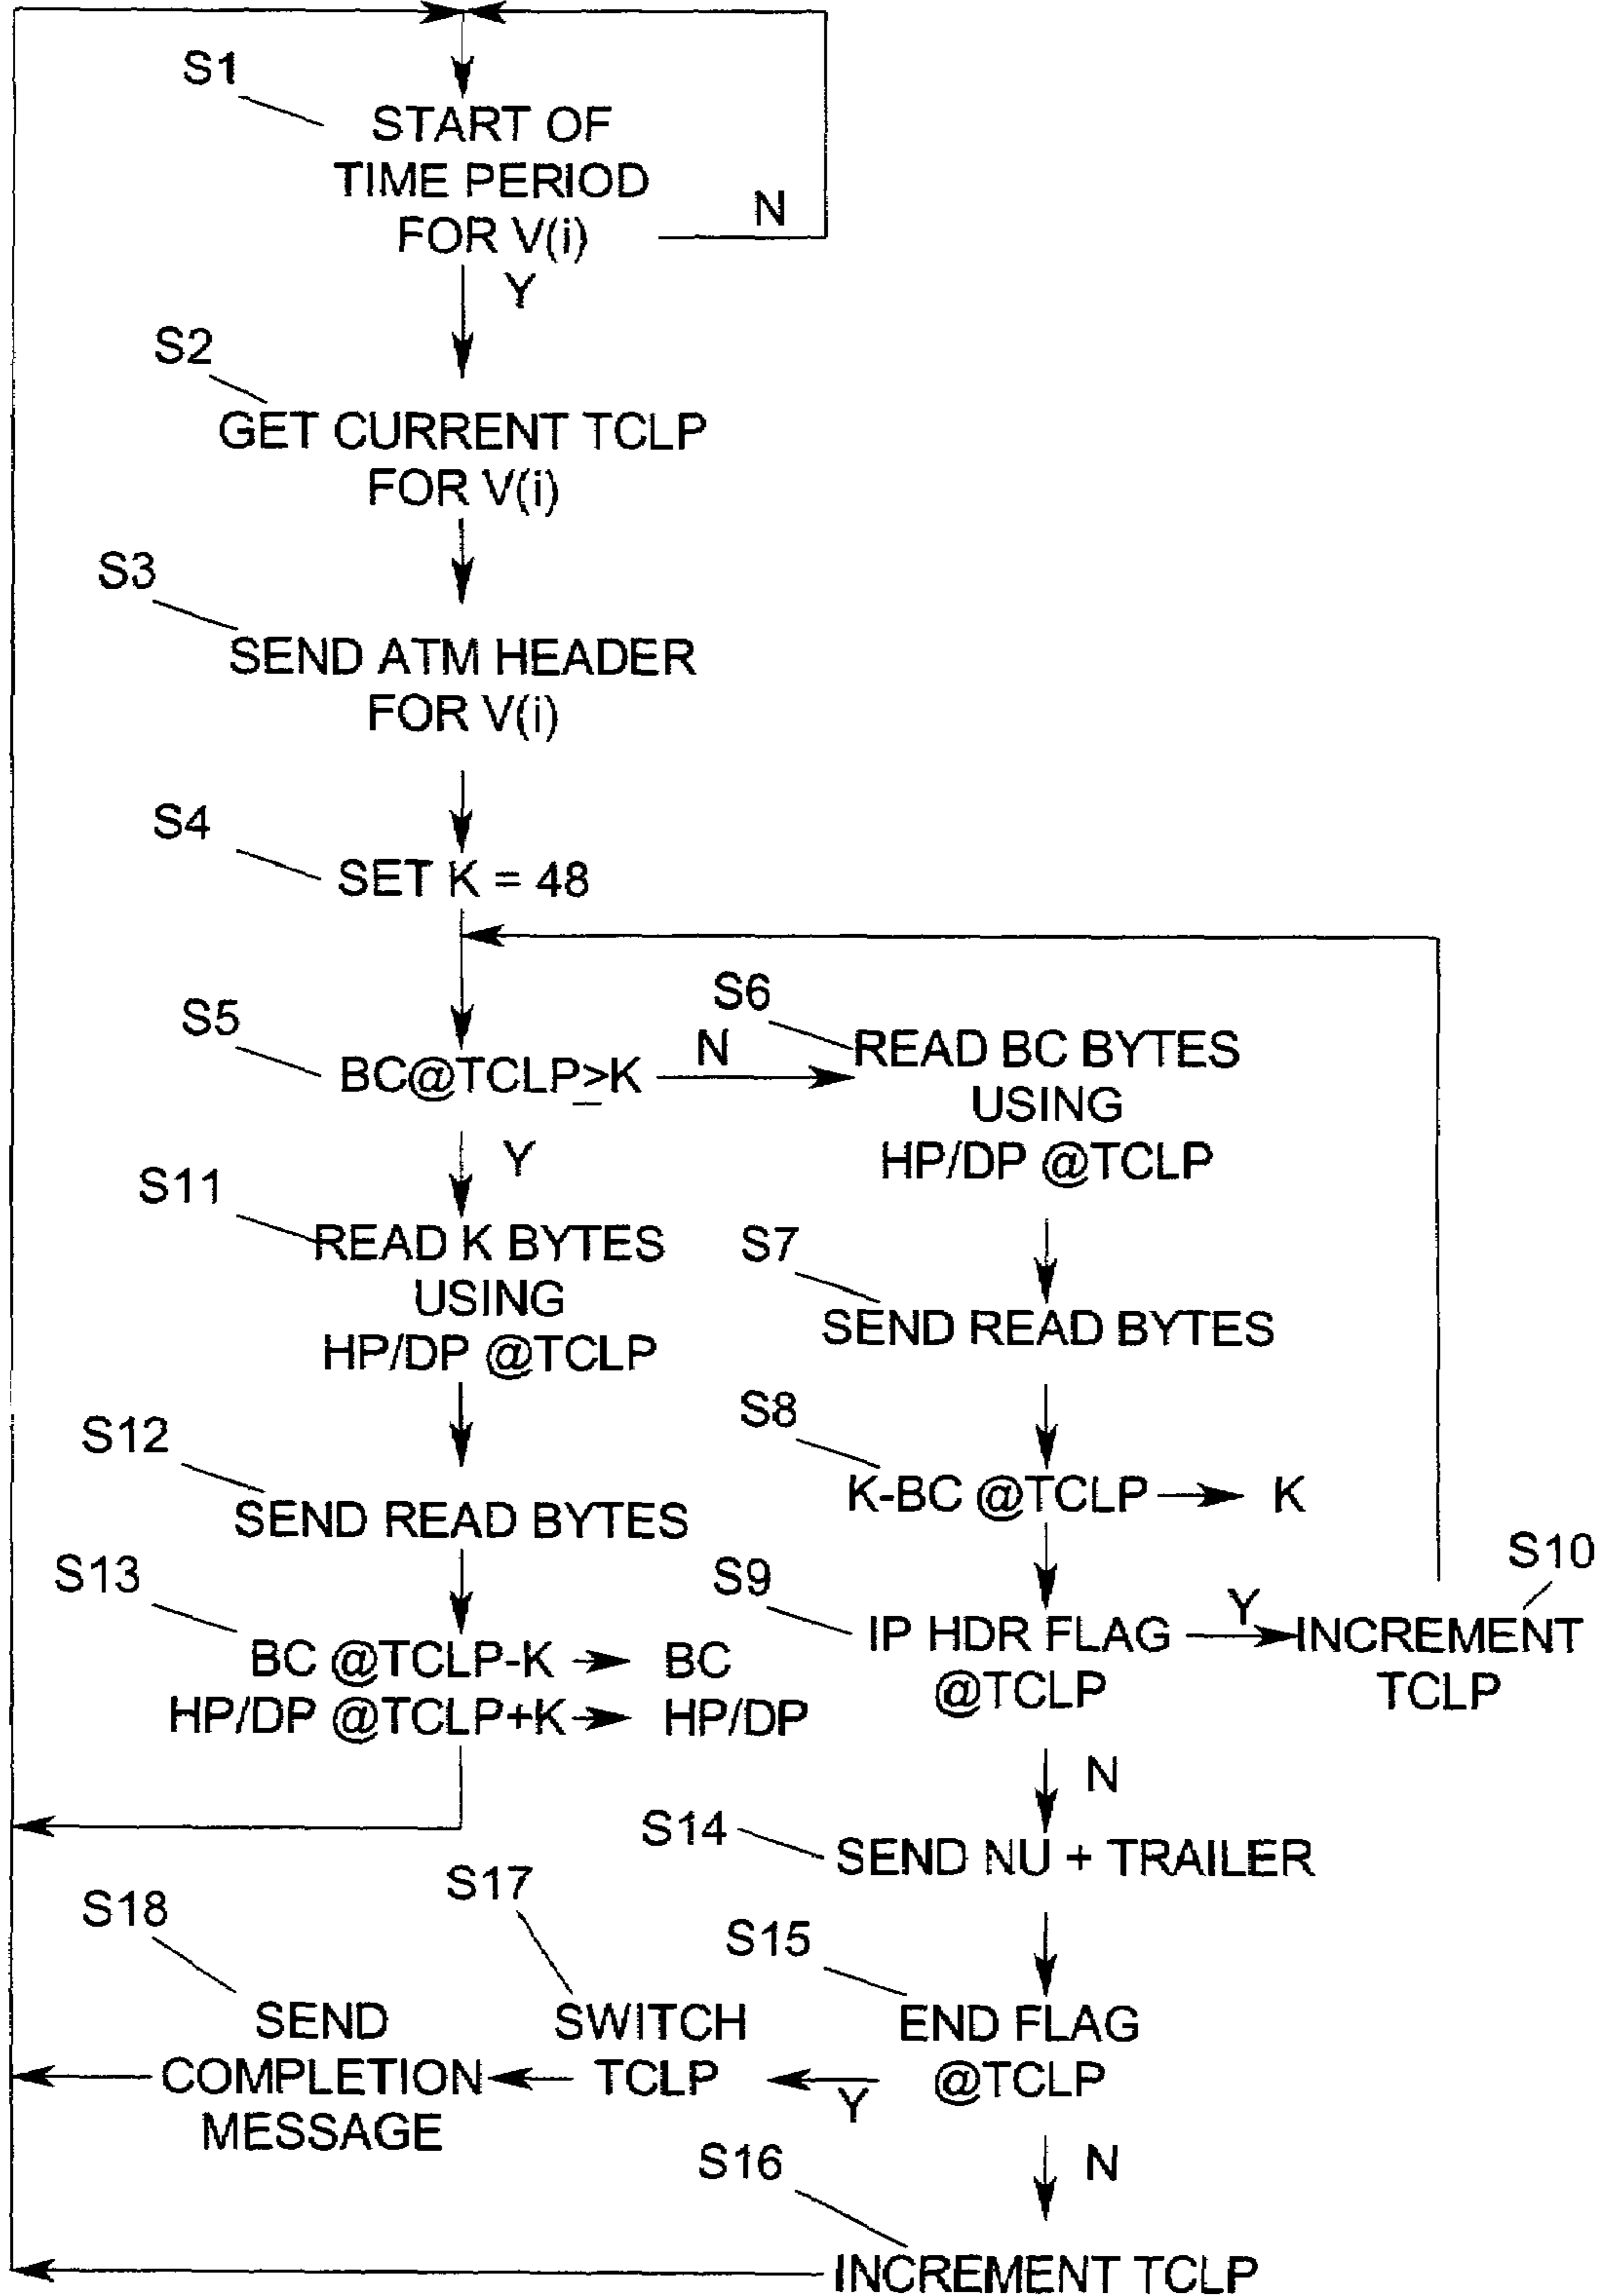 S1
START OF
TIME PERIOD
FOR V(i)
N
Y
S2
GET CURRENT TCLP
FOR V(i)
S3
SEND ATM HEADER
FOR V(i)
S4
SET K = 48
S5
BC@TCLP≥K
N
Y
S6
READ BC BYTES
USING
HP/DP @TCLP
S11
READ K BYTES
USING
HP/DP @TCLP
S7
SEND READ BYTES
S12
SEND READ BYTES
S8
K-BC @TCLP → K
S13
BC @TCLP-K → BC
HP/DP @TCLP+K → HP/DP
S9
IP HDR FLAG
@TCLP
Y
S10
INCREMENT
TCLP
N
S14
SEND NU + TRAILER
S15
END FLAG
@TCLP
Y
S17
SWITCH
TCLP
S18
SEND
COMPLETION
MESSAGE
N
S16
INCREMENT TCLP